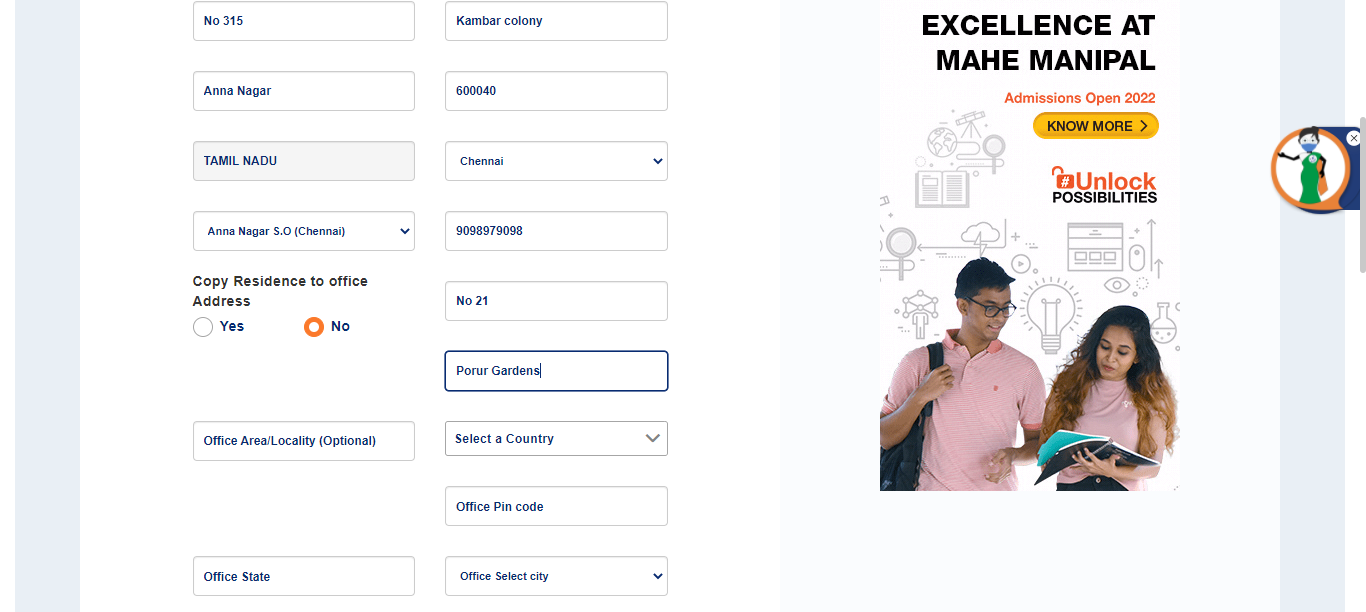 No 315
Kambar colony
Anna Nagar
600040
TAMIL NADU
Chennai
Anna Nagar S.O (Chennai)
9098979098
Copy Residence to office
Address
Yes
No
No 21
Porur Gardens
Office Area/Locality (Optional)
Select a Country
Office Pin code
Office State
Office Select city
EXCELLENCE AT
MAHE MANIPAL
Admissions Open 2022
KNOW MORE >
#Unlock
POSSIBILITIES